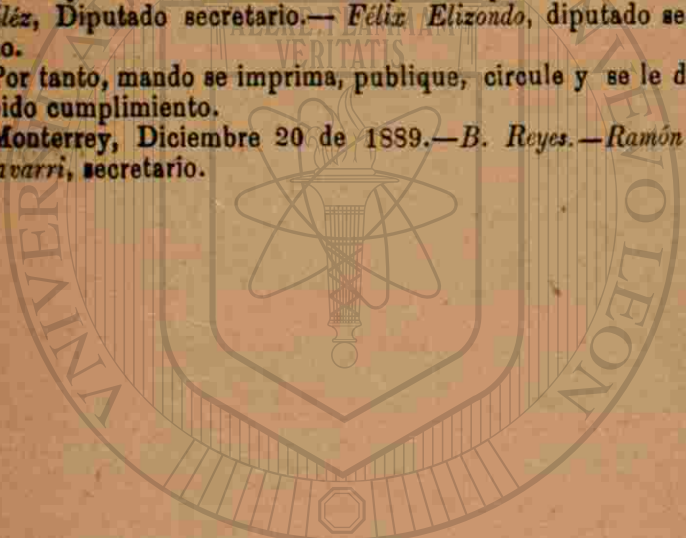 léz, Diputado secretario.— Félix Elizondo, diputado se
o.
Por tanto, mando se imprima, publique, circule y se le d
ido cumplimiento.
Monterrey, Diciembre 20 de 1889.—B. Reyes.—Ramón
avarri, secretario.
ALERE FLAMMAM
VERITATIS